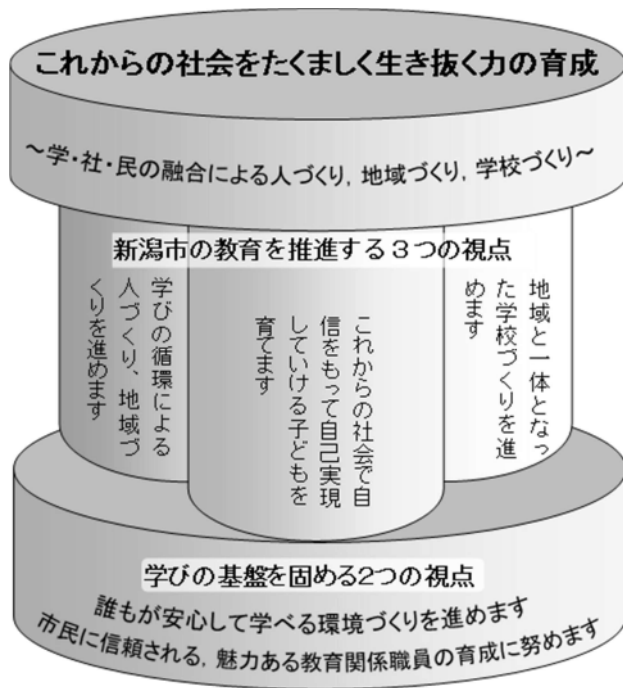 これからの社会をたくましく生き抜く力の育成
～学・社・民の融合による人づくり, 地域づくり, 学校づくり～
新潟市の教育を推進する３つの視点
学びの循環による
人づくり、地域づ
くりを進めます
これからの社会で自
信をもって自己実現
していける子どもを
育てます
地域と一体となっ
た学校づくりを進
めます
学びの基盤を固める2つの視点
誰もが安心して学べる環境づくりを進めます
市民に信頼される, 魅力ある教育関係職員の育成に努めます